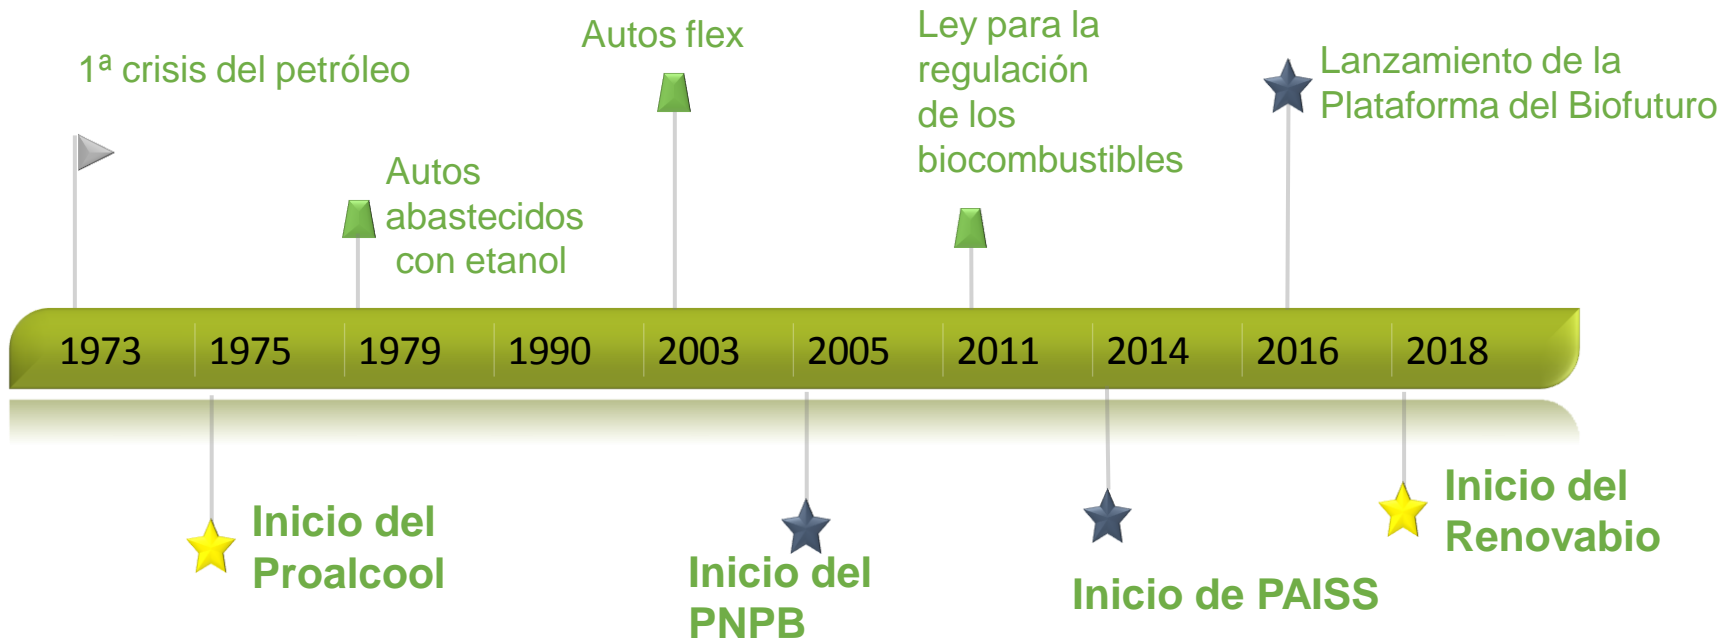 1ª crisis del petróleo
Autos
abastecidos
con etanol
Autos flex
Ley para la
regulación
de los
biocombustibles
Lanzamiento de la
Plataforma del Biofuturo
1973 1975 1979 1990 2003 2005 2011 2014 2016 2018
Inicio del
Proalcool
Inicio del
PNPB
Inicio de PAISS
Inicio del
Renovabio